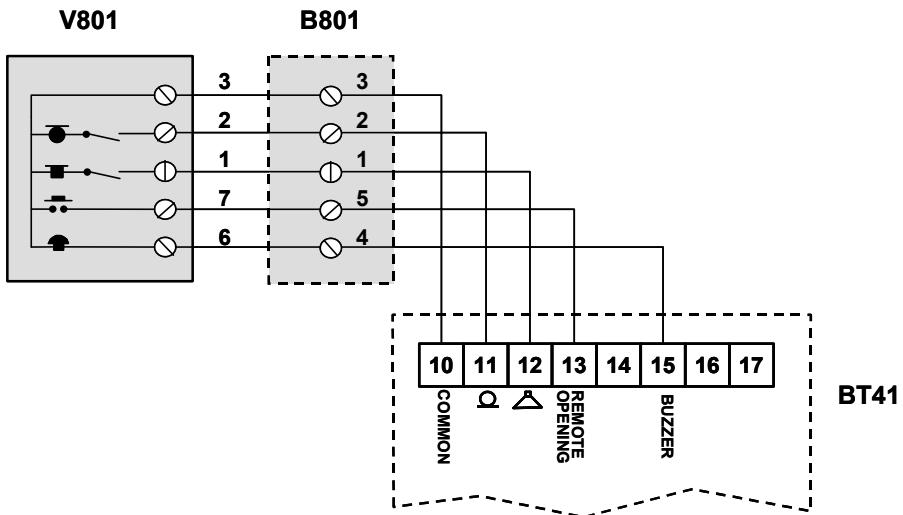 V801 B801
3 3
2 2
1 1
7 5
6 4
10 11 12 13 14 15 16 17
BT41
COMMON
REMOTE
OPENING
BUZZER